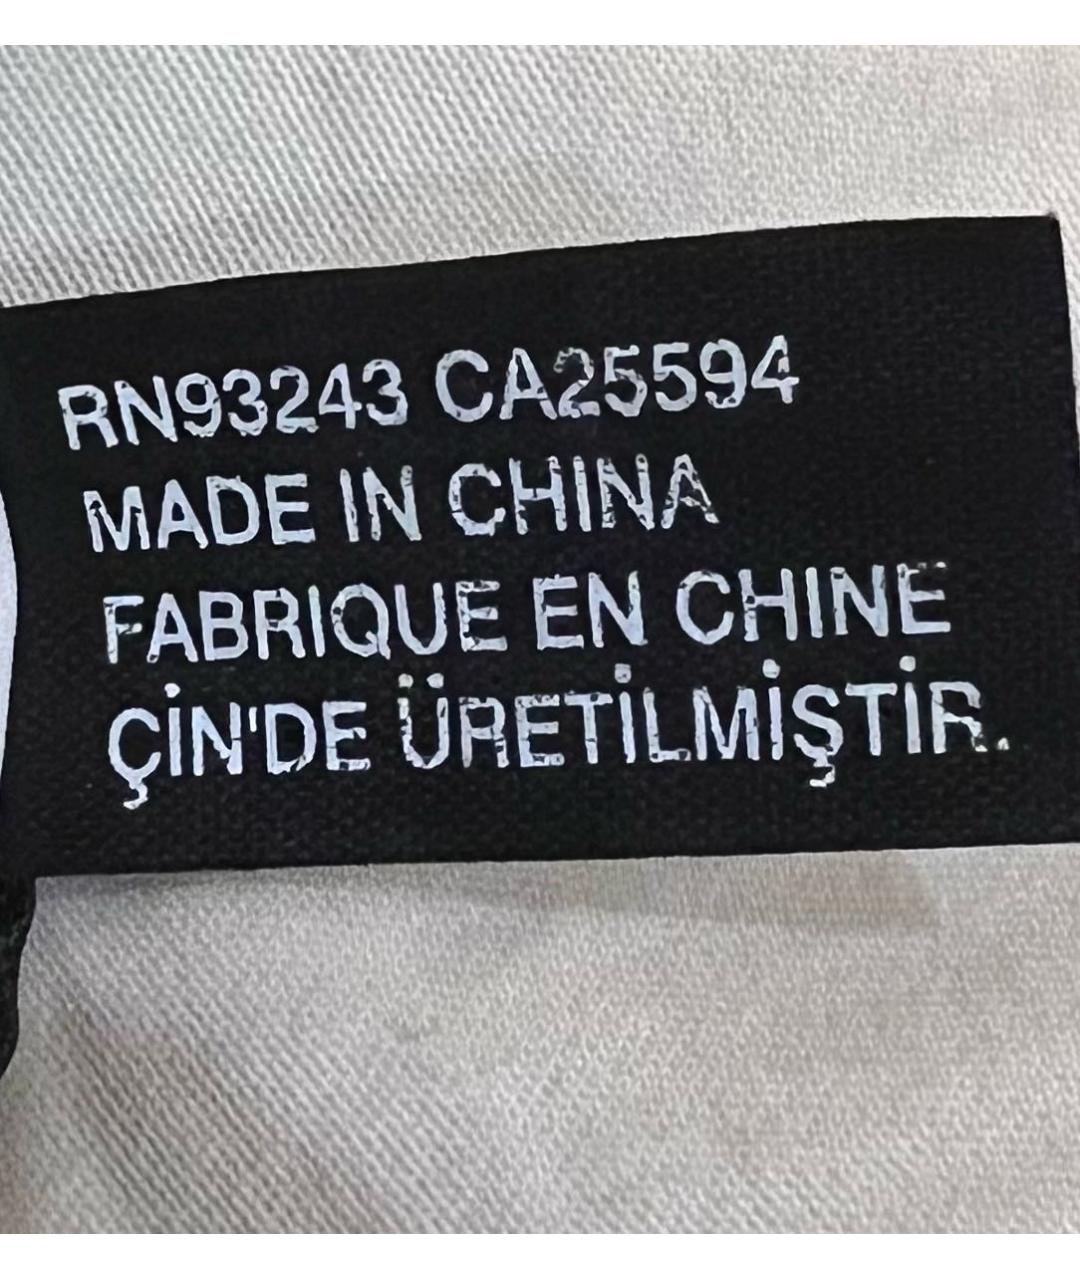 RN93243 CA25594
MADE IN CHINA
FABRIQUE EN CHINE
ÇİN'DE ÜRETİLMİŞTİR.